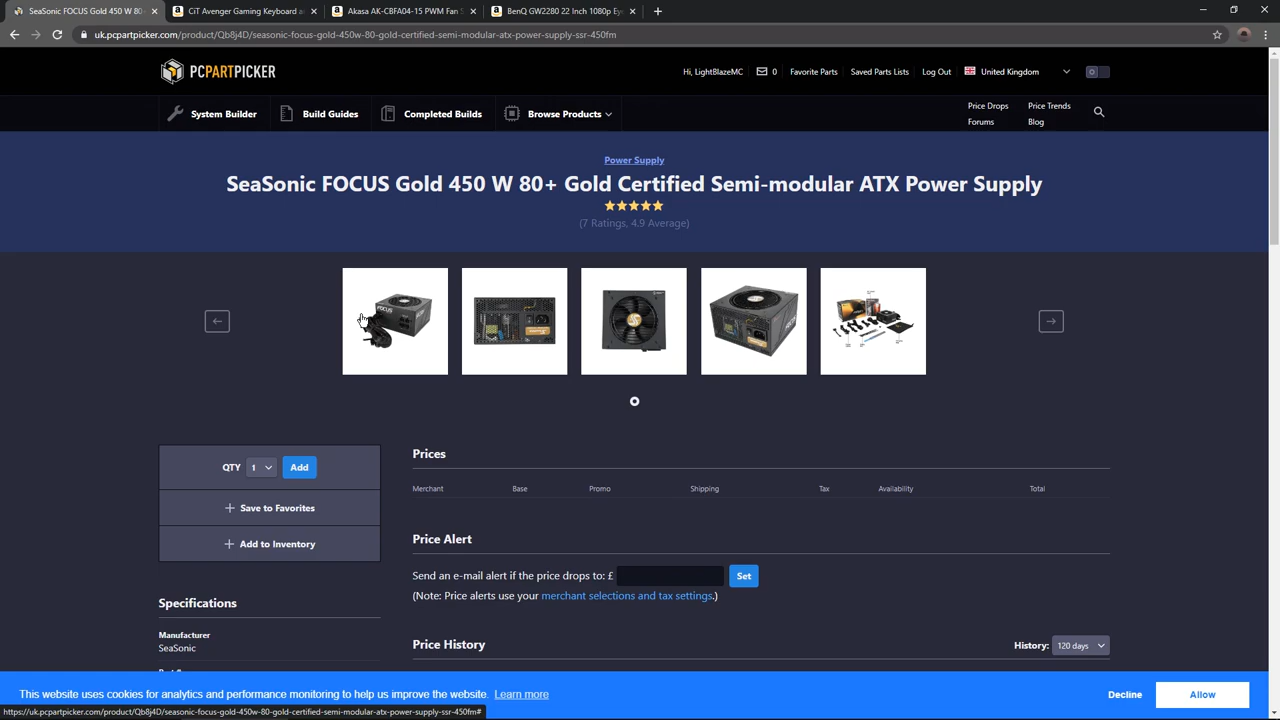 SeaSonic FOCUS Gold 450 W 80+
CiT Avenger Gaming Keyboard a
Akasa AK-CBFA04-15 PWM Fan S
BenQ GW2280 22 Inch 1080p Eye
uk.pcpartpicker.com/product/Qb8j4D/seasonic-focus-gold-450w-80-gold-certified-semi-modular-atx-power-supply-ssr-450fm
PCPARTPICKER
Hi, LightBlazeMC
0
Favorite Parts
Saved Parts Lists
Log Out
United Kingdom
System Builder
Build Guides
Completed Builds
Browse Products
Price Drops
Price Trends
Forums
Blog
Power Supply
SeaSonic FOCUS Gold 450 W 80+ Gold Certified Semi-modular ATX Power Supply
(7 Ratings, 4.9 Average)
FOCUS
QTY 1 Add
+ Save to Favorites
+ Add to Inventory
Prices
Merchant Base Promo Shipping Tax Availability Total
Price Alert
Send an e-mail alert if the price drops to: £ Set
(Note: Price alerts use your merchant selections and tax settings.)
Specifications
Manufacturer
SeaSonic
Price History
History: 120 days
This website uses cookies for analytics and performance monitoring to help us improve the website. Learn more
Decline
Allow
https://uk.pcpartpicker.com/product/Qb8j4D/seasonic-focus-gold-450w-80-gold-certified-semi-modular-atx-power-supply-ssr-450fm#